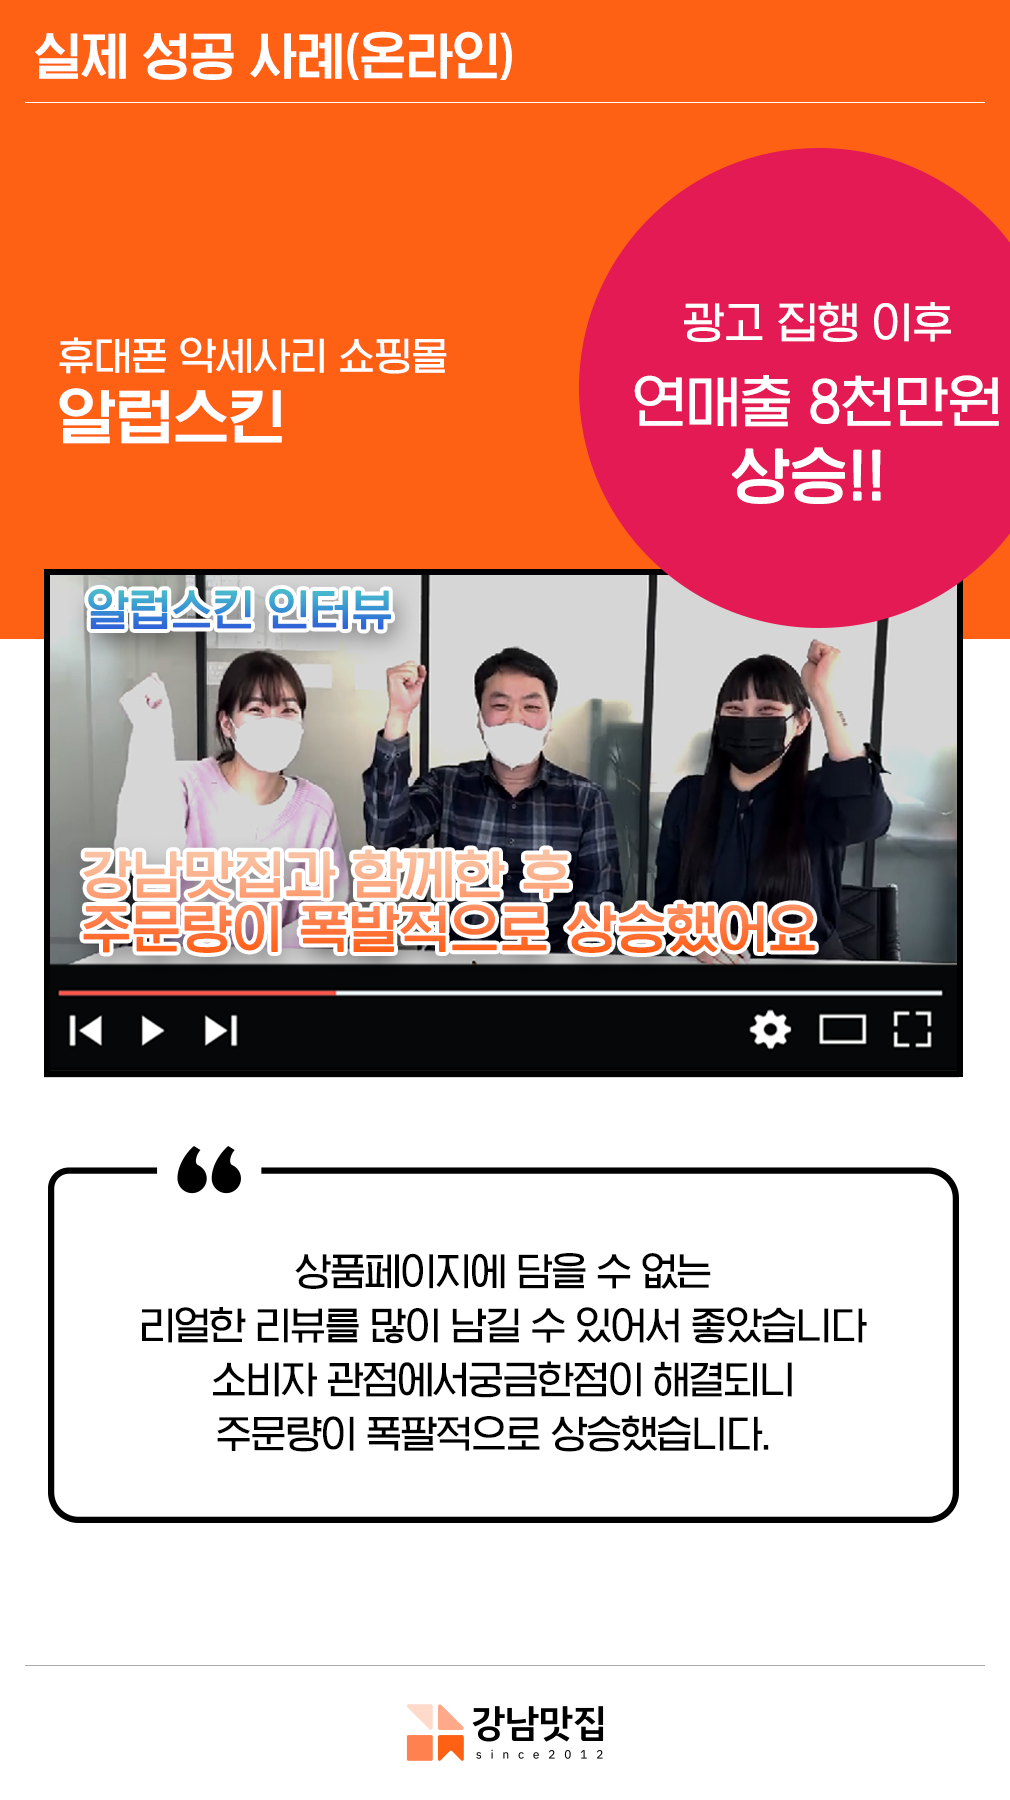 실제 성공 사례(온라인)
휴대폰 악세사리 쇼핑몰
알럽스킨
광고 집행 이후
연매출 8천만원
상승!!
알럽스킨 인터뷰
강남맛집과 함께한 후
주문량이 폭발적으로 상승했어요
상품페이지에 담을 수 없는
리얼한 리뷰를 많이 남길 수 있어서 좋았습니다
소비자 관점에서궁금한점이 해결되니
주문량이 폭팔적으로 상승했습니다.
강남맛집
since2012